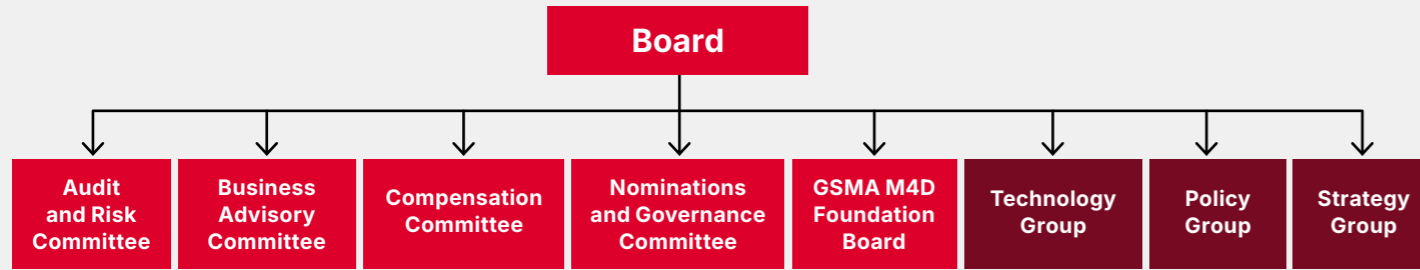 Board
Audit
and Risk
Committee
Business
Advisory
Committee
Compensation
Committee
Nominations
and Governance
Committee
GSMA M4D
Foundation
Board
Technology
Group
Policy
Group
Strategy
Group